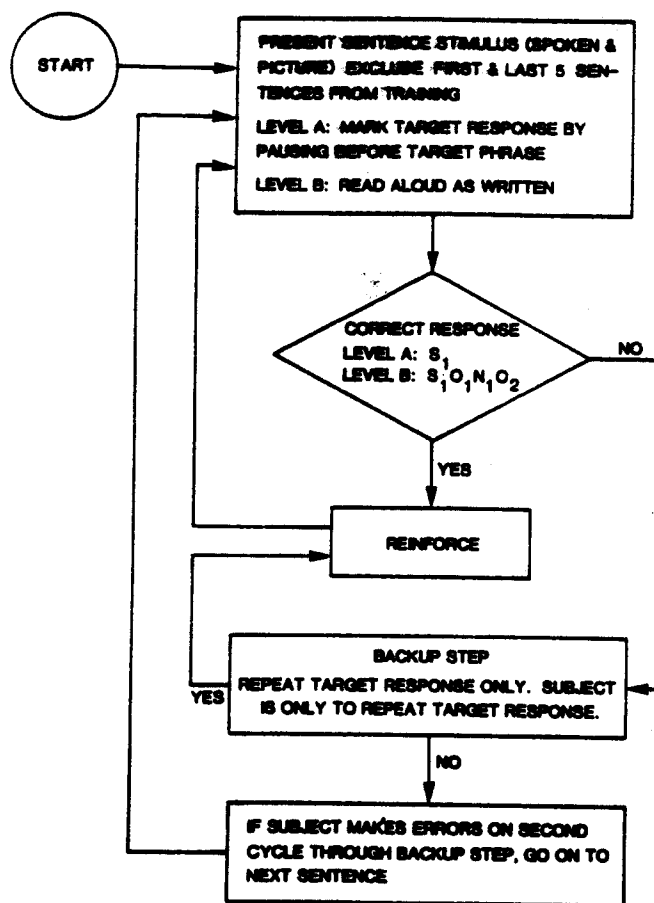 START
PRESENT SENTENCE STIMULUS (SPOKEN &
PICTURE) EXCLUDE FIRST & LAST 5 SEN-
TENCES FROM TRAINING
LEVEL A: MARK TARGET RESPONSE BY
PAUSING BEFORE TARGET PHRASE
LEVEL B: READ ALOUD AS WRITTEN
CORRECT RESPONSE
LEVEL A: S₁
LEVEL B: S₁O₁N₁O₂
NO
YES
REINFORCE
BACKUP STEP
REPEAT TARGET RESPONSE ONLY. SUBJECT
IS ONLY TO REPEAT TARGET RESPONSE.
YES
NO
IF SUBJECT MAKES ERRORS ON SECOND
CYCLE THROUGH BACKUP STEP, GO ON TO
NEXT SENTENCE